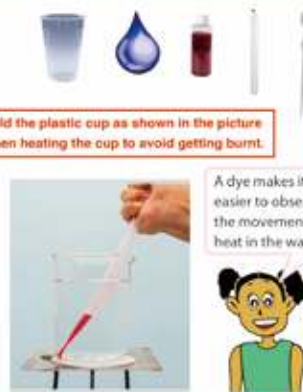 ld the plastic cup as shown in the picture
en heating the cup to avoid getting burnt.
A dye makes it
easier to observe
the movemen
heat in the wa